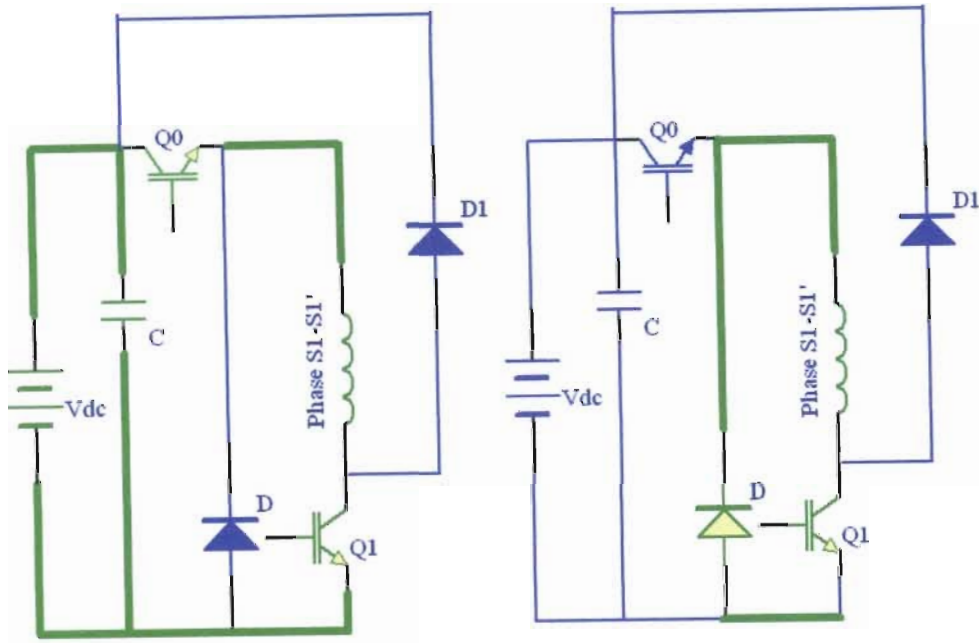 Q0
D1
C
Vdc
Phase S1-S1'
D
Q1
Q0
D1
C
Vdc
Phase S1-S1'
D
Q1